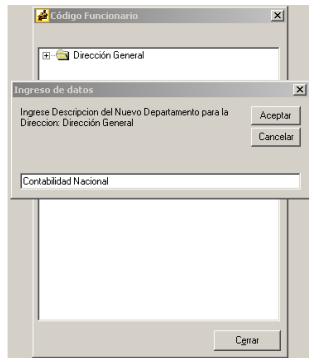 Código Funcionario
Dirección General
Ingreso de datos
Ingrese Descripcion del Nuevo Departamento para la
Direccion: Dirección General
Aceptar
Cancelar
Contabilidad Nacional
Cerrar